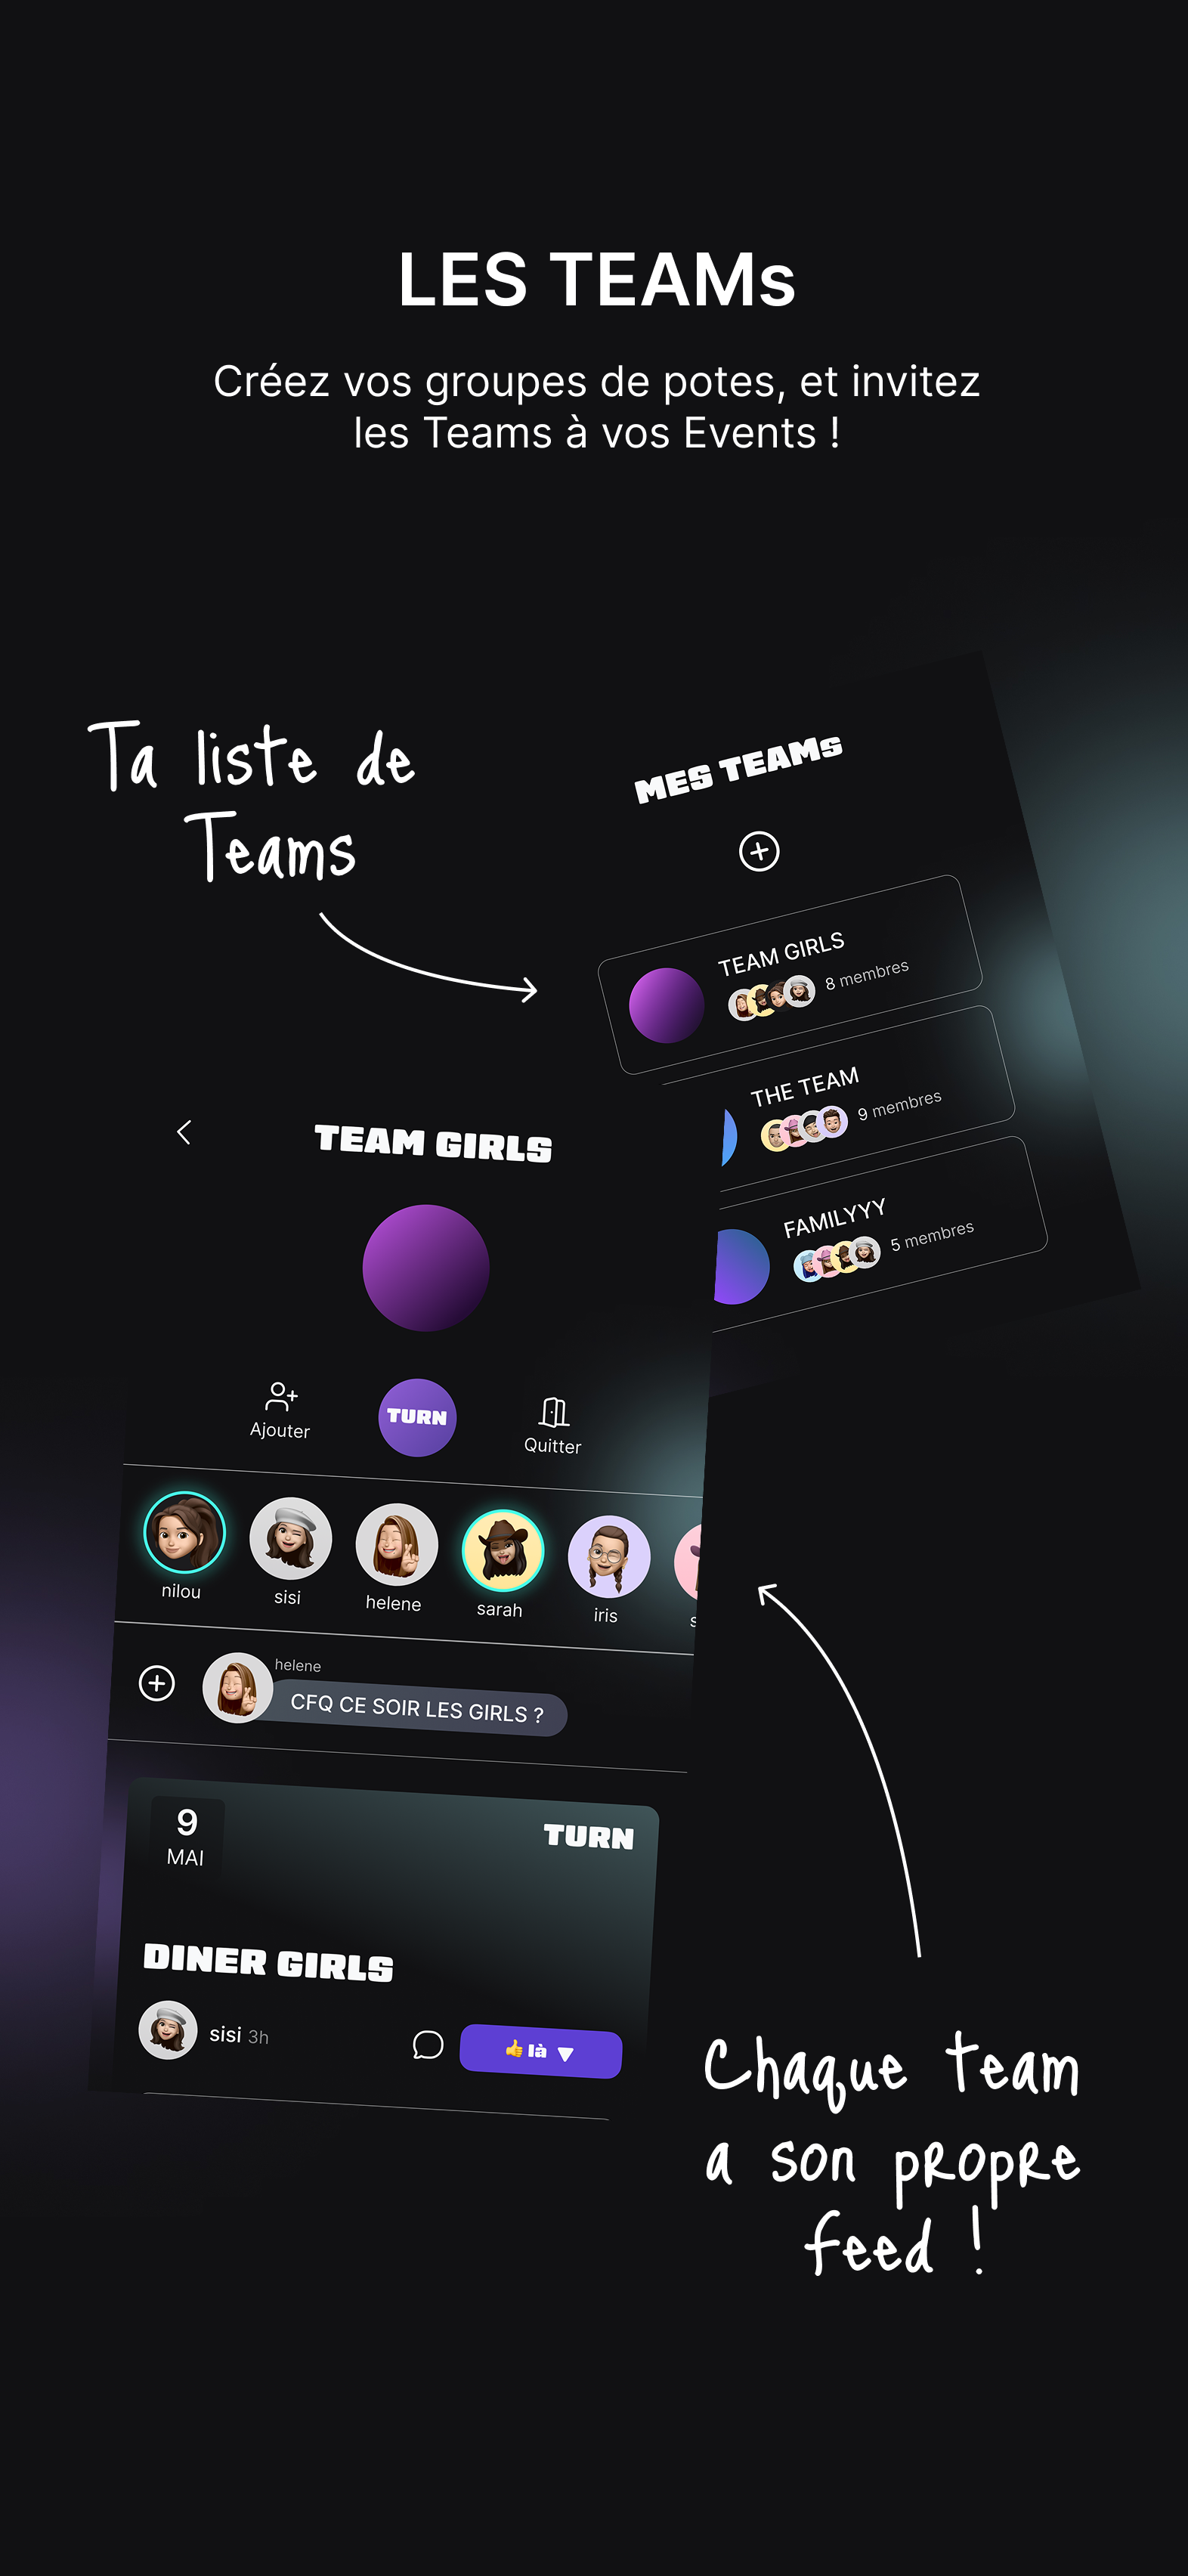 LES TEAMs
Créez vos groupes de potes, et invitez
les Teams à vos Events !
Ta liste de
Teams
MES TEAMs
TEAM GIRLS
8 membres
THE TEAM
9 membres
FAMILYYY
5 membres
TEAM GIRLS
Ajouter
TURN
Quitter
nilou
sisi
helene
sarah
iris
helene
CFQ CE SOIR LES GIRLS ?
9
MAI
TURN
DINER GIRLS
sisi 3h
👍 là
Chaque team
a son propre
feed !